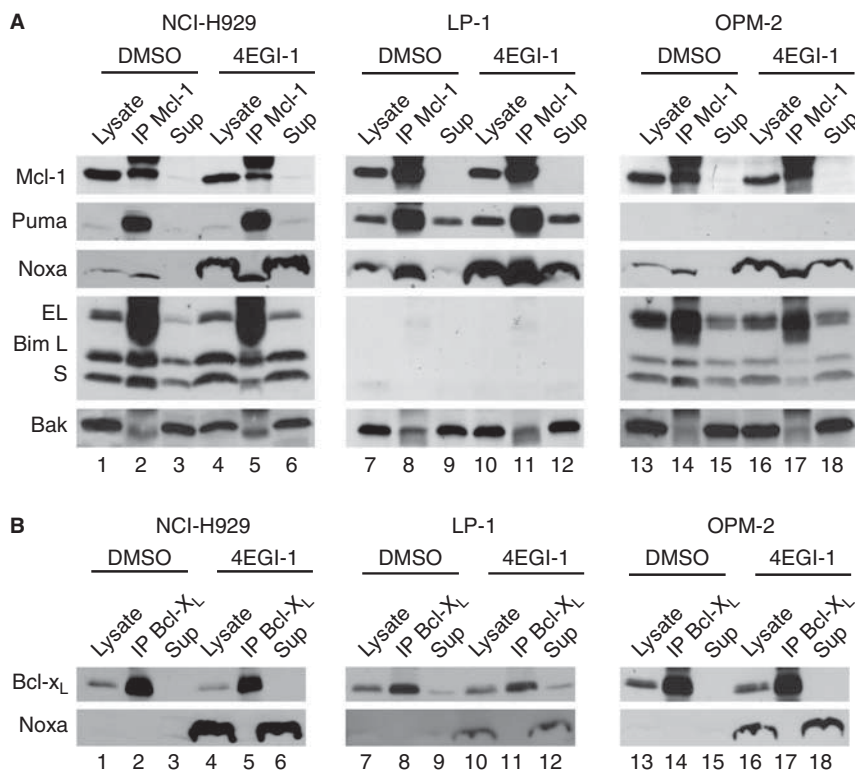 A
NCI-H929 LP-1 OPM-2
DMSO 4EGI-1 DMSO 4EGI-1 DMSO 4EGI-1
Lysate IP Mcl-1 Sup Lysate IP Mcl-1 Sup Lysate IP Mcl-1 Sup Lysate IP Mcl-1 Sup Lysate IP Mcl-1 Sup Lysate IP Mcl-1 Sup
Mcl-1
Puma
Noxa
EL
Bim L
S
Bak
1 2 3 4 5 6 7 8 9 10 11 12 13 14 15 16 17 18
B
NCI-H929 LP-1 OPM-2
DMSO 4EGI-1 DMSO 4EGI-1 DMSO 4EGI-1
Lysate IP Bcl-XL Sup Lysate IP Bcl-XL Sup Lysate IP Bcl-XL Sup Lysate IP Bcl-XL Sup Lysate IP Bcl-XL Sup Lysate IP Bcl-XL Sup
Bcl-xL
Noxa
1 2 3 4 5 6 7 8 9 10 11 12 13 14 15 16 17 18